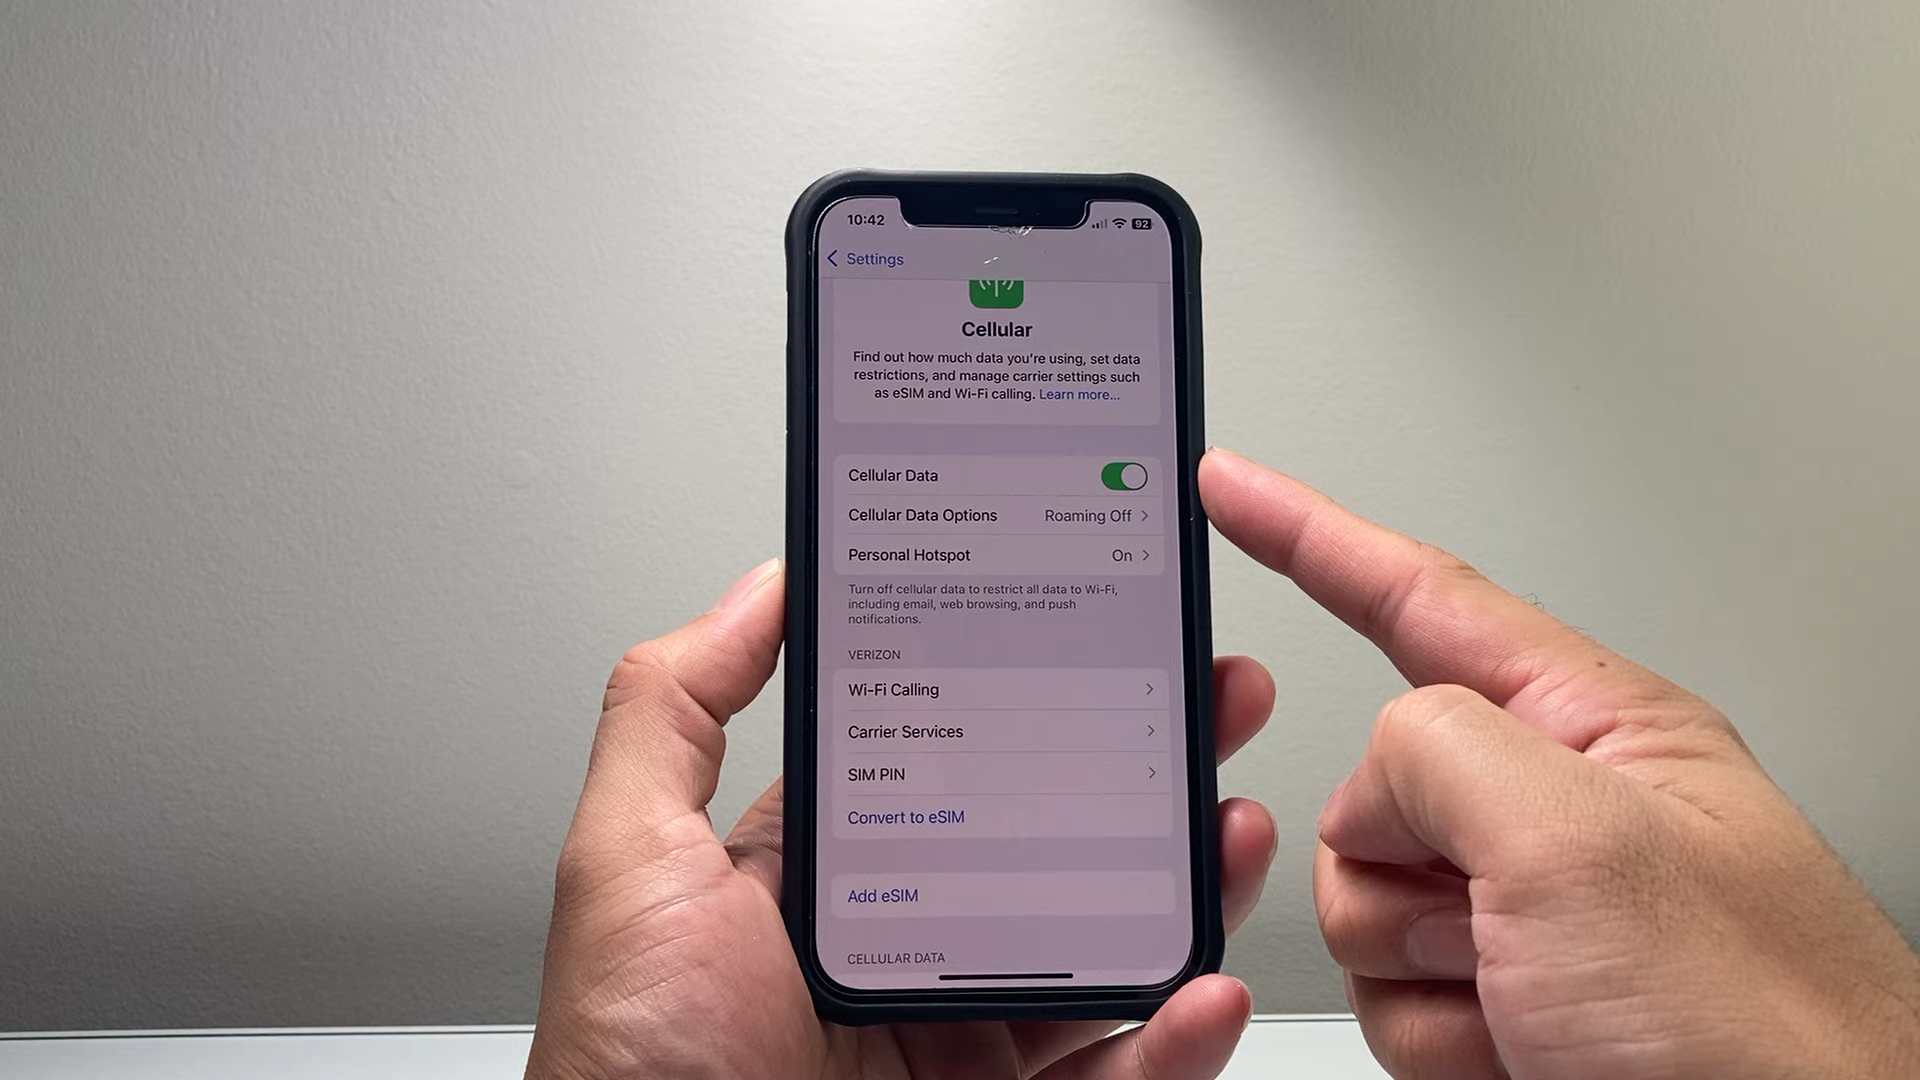 10:42
92
Settings
Cellular
Find out how much data you're using, set data
restrictions, and manage carrier settings such
as eSIM and Wi-Fi calling. Learn more...
Cellular Data
Cellular Data Options Roaming Off
Personal Hotspot On
Turn off cellular data to restrict all data to Wi-Fi,
including email, web browsing, and push
notifications.
VERIZON
Wi-Fi Calling
Carrier Services
SIM PIN
Convert to eSIM
Add eSIM
CELLULAR DATA